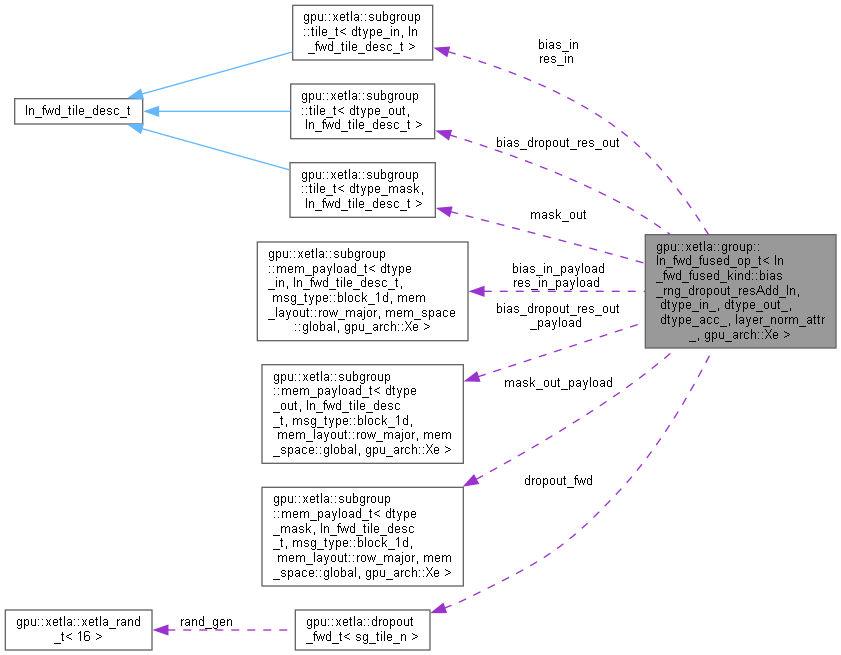 gpu::xetla::subgroup
::tile_t< dtype_in, ln
_fwd_tile_desc_t >
bias_in
res_in
ln_fwd_tile_desc_t
gpu::xetla::subgroup
::tile_t< dtype_out,
ln_fwd_tile_desc_t >
bias_dropout_res_out
gpu::xetla::subgroup
::tile_t< dtype_mask,
ln_fwd_tile_desc_t >
mask_out
gpu::xetla::group::
ln_fwd_fused_op_t< ln
_fwd_fused_kind::bias
_rng_dropout_resAdd_ln,
dtype_in_, dtype_out_,
dtype_acc_, layer_norm_attr
_, gpu_arch::Xe >
gpu::xetla::subgroup
::mem_payload_t< dtype
_in, ln_fwd_tile_desc_t,
msg_type::block_1d, mem
_layout::row_major, mem_space
::global, gpu_arch::Xe >
bias_in_payload
res_in_payload
bias_dropout_res_out
_payload
gpu::xetla::subgroup
::mem_payload_t< dtype
_out, ln_fwd_tile_desc
_t, msg_type::block_1d,
mem_layout::row_major, mem
_space::global, gpu_arch::Xe >
mask_out_payload
gpu::xetla::subgroup
::mem_payload_t< dtype
_mask, ln_fwd_tile_desc
_t, msg_type::block_1d,
mem_layout::row_major, mem
_space::global, gpu_arch::Xe >
dropout_fwd
gpu::xetla::xetla_rand
_t< 16 >
rand_gen
gpu::xetla::dropout
_fwd_t< sg_tile_n >